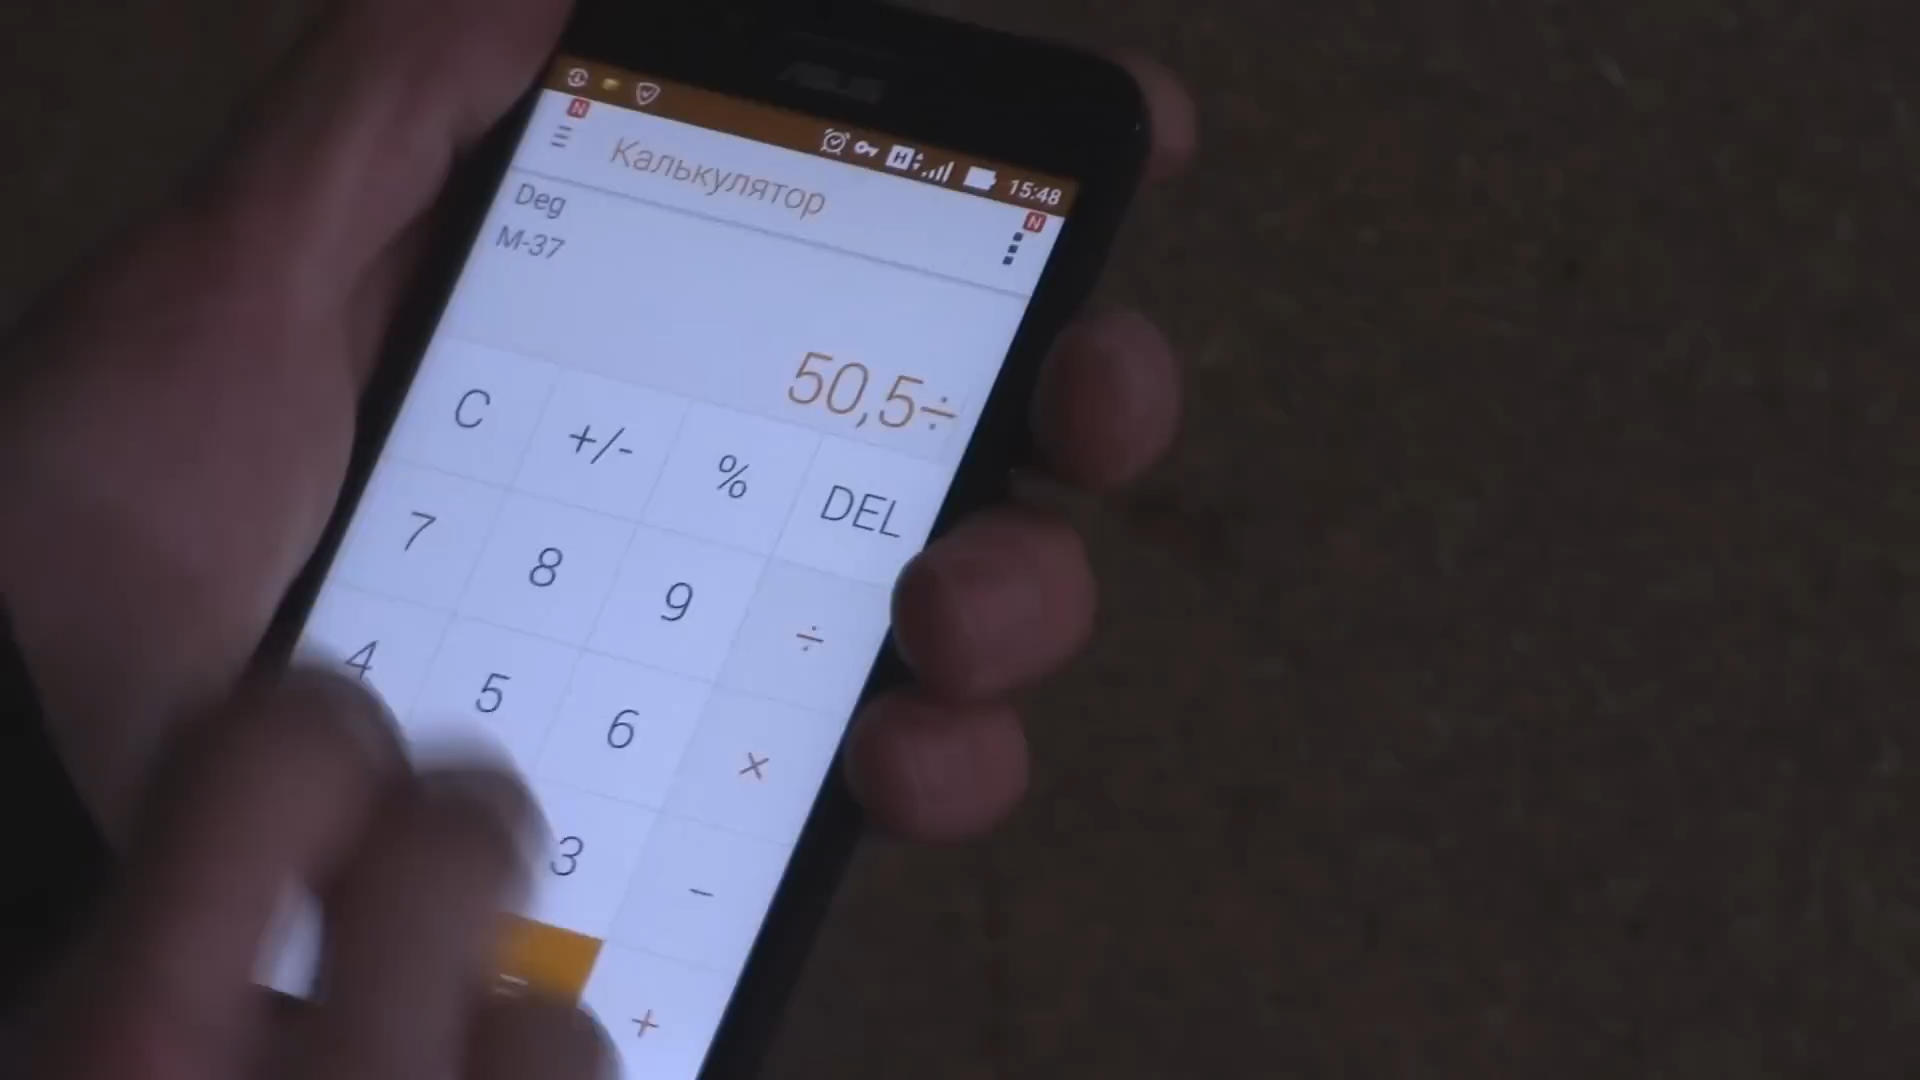 15:48
N
N
Калькулятор
Deg
M-37
50,5÷
C +/- % DEL
7 8 9 ÷
4 5 6 ×
3 −
= +